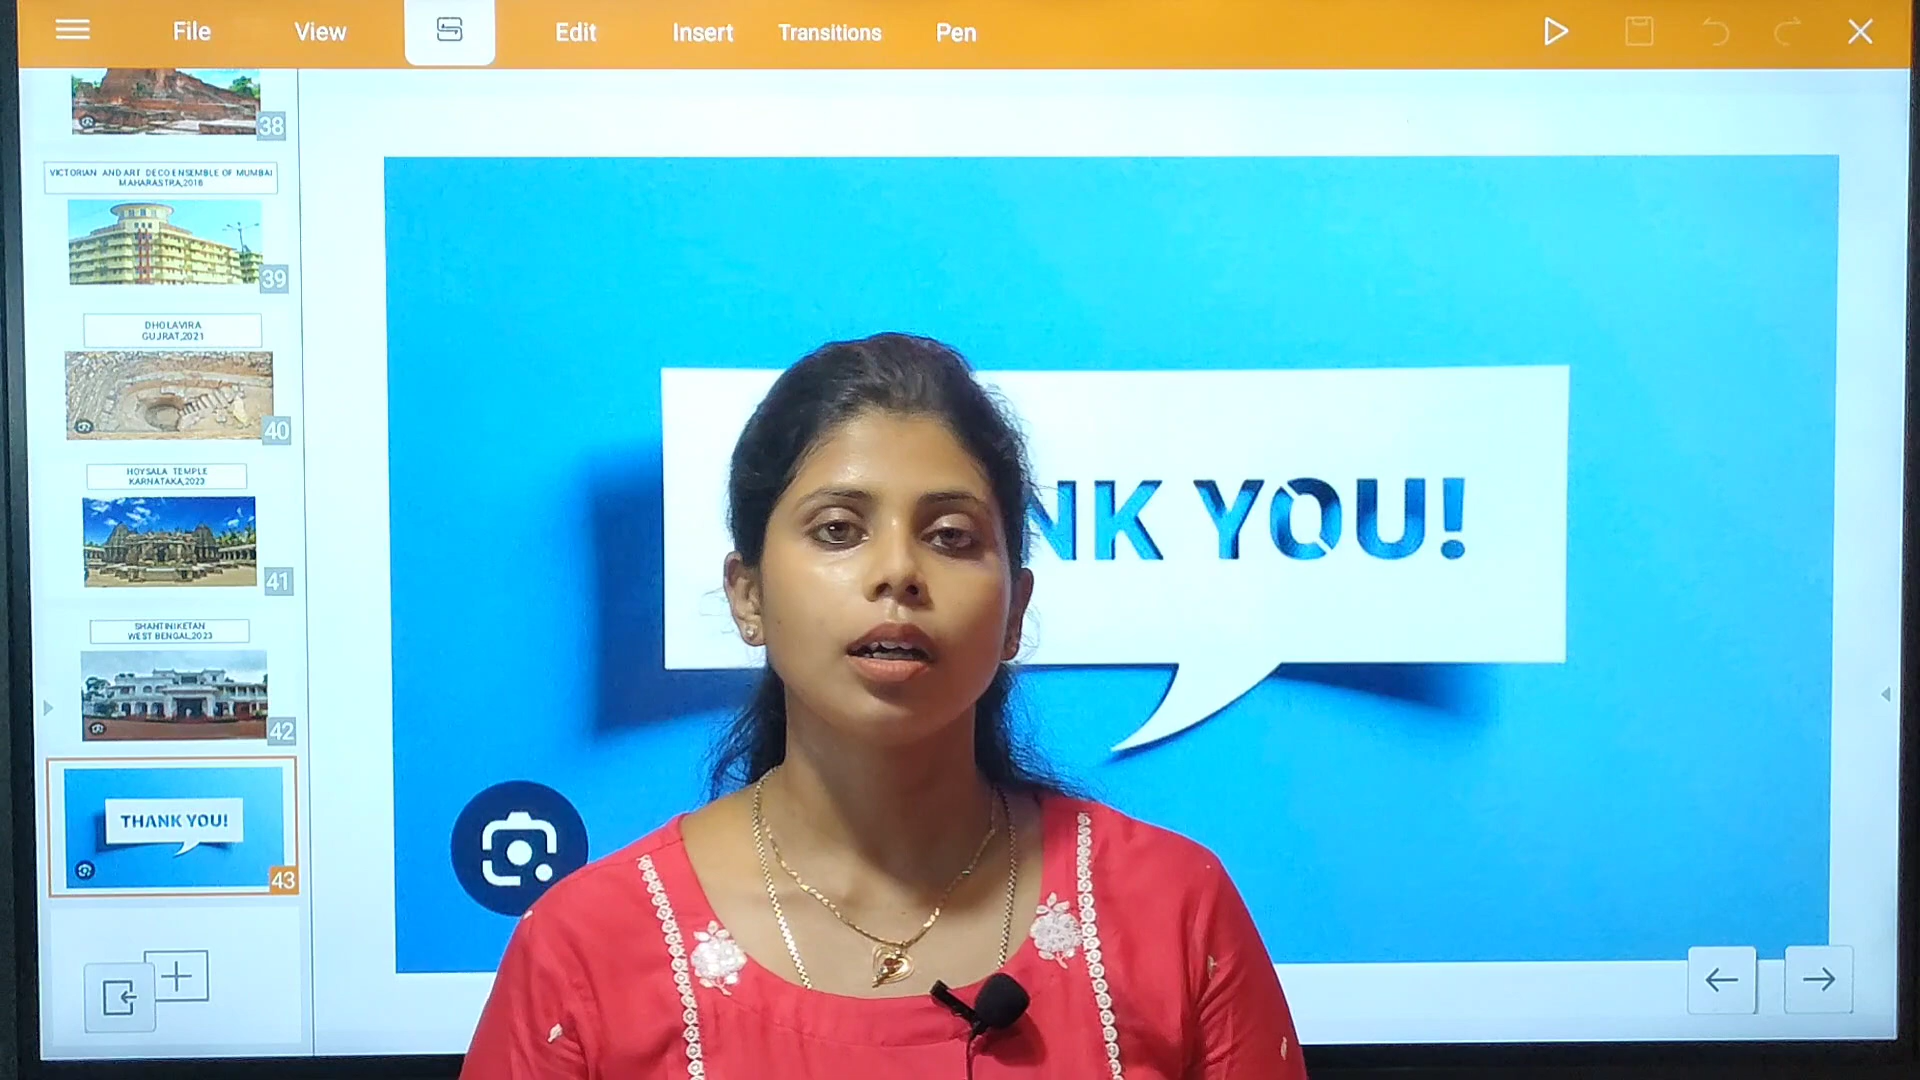 File View Edit Insert Transitions Pen
38
VICTORIAN AND ART DECO ENSEMBLE OF MUMBAI
MAHARASTRA,2018
39
DHOLAVIRA
GUJRAT,2021
40
HOYSALA TEMPLE
KARNATAKA,2023
41
SHANTINIKETAN
WEST BENGAL,2023
42
THANK YOU!
43
NK YOU!